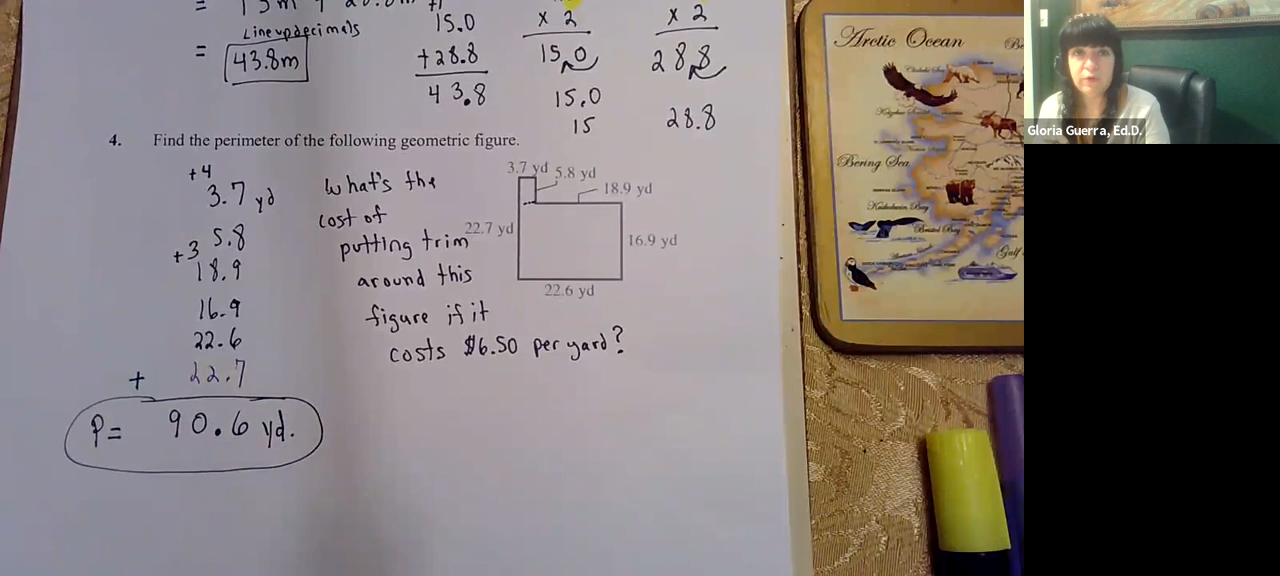 Line up decimals
=
43.8m
15.0
+28.8
43.8
x 2
15.0
15.0
15
x 2
28 8
28.8
4. Find the perimeter of the following geometric figure.
+4
3.7 yd
5.8
+3
18.9
16.9
22.6
+ 22.7
P= 90.6 yd.
What's the
cost of
putting trim
around this
figure if it
costs $6.50 per yard?
3.7 yd
5.8 yd
18.9 yd
22.7 yd
16.9 yd
22.6 yd
Arctic Ocean
Bering Sea
Bristol Bay
Gulf
Gloria Guerra, Ed.D.